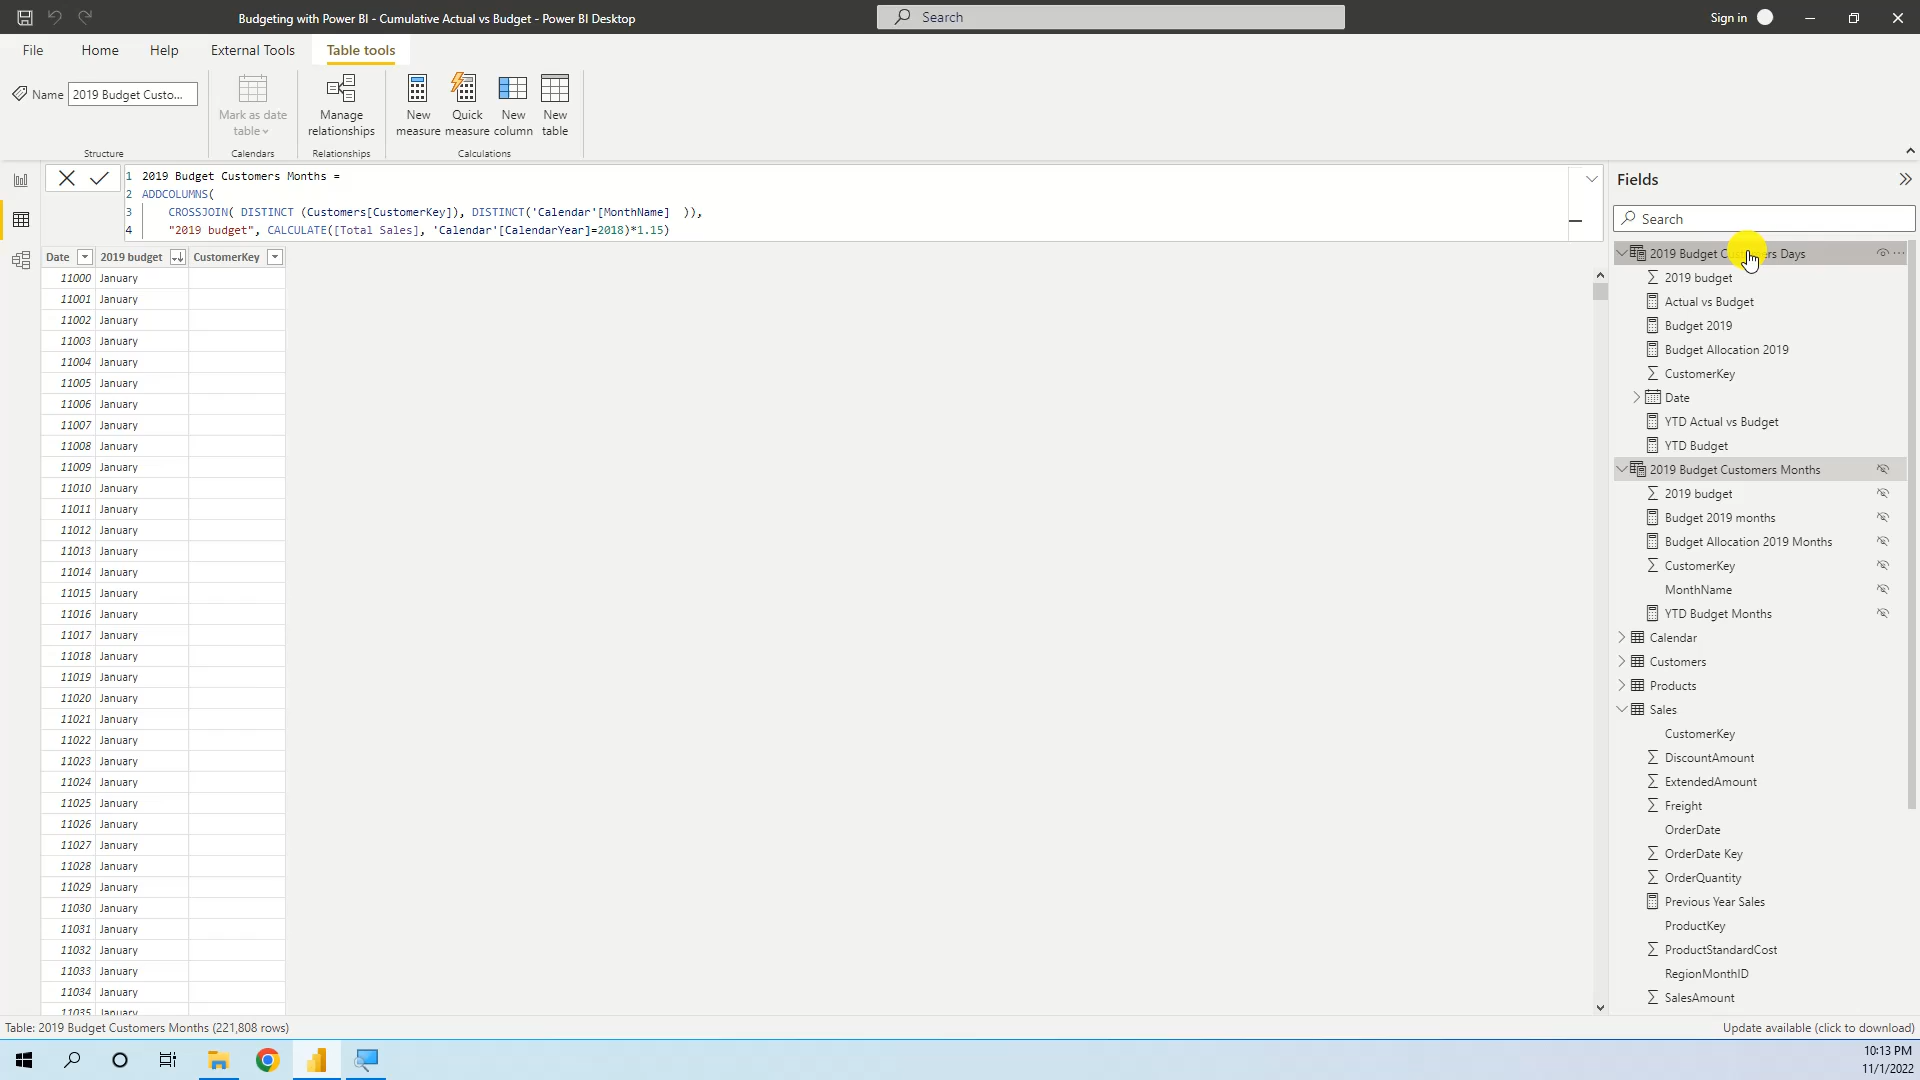 Budgeting with Power BI - Cumulative Actual vs Budget - Power BI Desktop
Search
Sign in
File
Home
Help
External Tools
Table tools
Name
2019 Budget Custo...
Mark as date
table
Manage
relationships
New
measure
Quick
measure
New
column
New
table
Structure
Calendars
Relationships
Calculations
1 2019 Budget Customers Months =
2 ADDCOLUMNS(
3 CROSSJOIN( DISTINCT (Customers[CustomerKey]), DISTINCT('Calendar'[MonthName] )),
4 "2019 budget", CALCULATE([Total Sales], 'Calendar'[CalendarYear]=2018)*1.15)
Date 2019 budget CustomerKey
11000 January
11001 January
11002 January
11003 January
11004 January
11005 January
11006 January
11007 January
11008 January
11009 January
11010 January
11011 January
11012 January
11013 January
11014 January
11015 January
11016 January
11017 January
11018 January
11019 January
11020 January
11021 January
11022 January
11023 January
11024 January
11025 January
11026 January
11027 January
11028 January
11029 January
11030 January
11031 January
11032 January
11033 January
11034 January
11035 January
Fields
Search
2019 Budget Customers Days
2019 budget
Actual vs Budget
Budget 2019
Budget Allocation 2019
CustomerKey
Date
YTD Actual vs Budget
YTD Budget
2019 Budget Customers Months
2019 budget
Budget 2019 months
Budget Allocation 2019 Months
CustomerKey
MonthName
YTD Budget Months
Calendar
Customers
Products
Sales
CustomerKey
DiscountAmount
ExtendedAmount
Freight
OrderDate
OrderDate Key
OrderQuantity
Previous Year Sales
ProductKey
ProductStandardCost
RegionMonthID
SalesAmount
Table: 2019 Budget Customers Months (221,808 rows)
Update available (click to download)
10:13 PM
11/1/2022